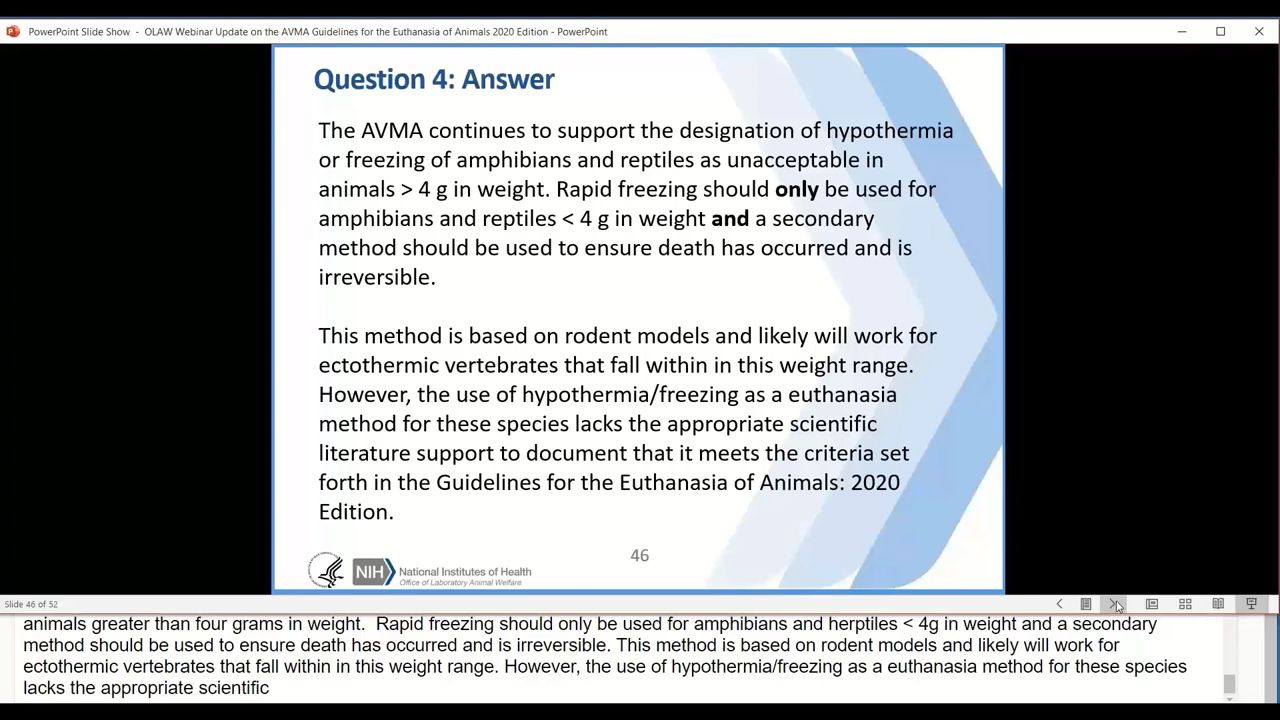 PowerPoint Slide Show - OLAW Webinar Update on the AVMA Guidelines for the Euthanasia of Animals 2020 Edition - PowerPoint
Question 4: Answer
The AVMA continues to support the designation of hypothermia
or freezing of amphibians and reptiles as unacceptable in
animals > 4 g in weight. Rapid freezing should only be used for
amphibians and reptiles < 4 g in weight and a secondary
method should be used to ensure death has occurred and is
irreversible.
This method is based on rodent models and likely will work for
ectothermic vertebrates that fall within in this weight range.
However, the use of hypothermia/freezing as a euthanasia
method for these species lacks the appropriate scientific
literature support to document that it meets the criteria set
forth in the Guidelines for the Euthanasia of Animals: 2020
Edition.
46
NIH National Institutes of Health
Office of Laboratory Animal Welfare
Slide 46 of 52
animals greater than four grams in weight. Rapid freezing should only be used for amphibians and herptiles < 4g in weight and a secondary
method should be used to ensure death has occurred and is irreversible. This method is based on rodent models and likely will work for
ectothermic vertebrates that fall within in this weight range. However, the use of hypothermia/freezing as a euthanasia method for these species
lacks the appropriate scientific